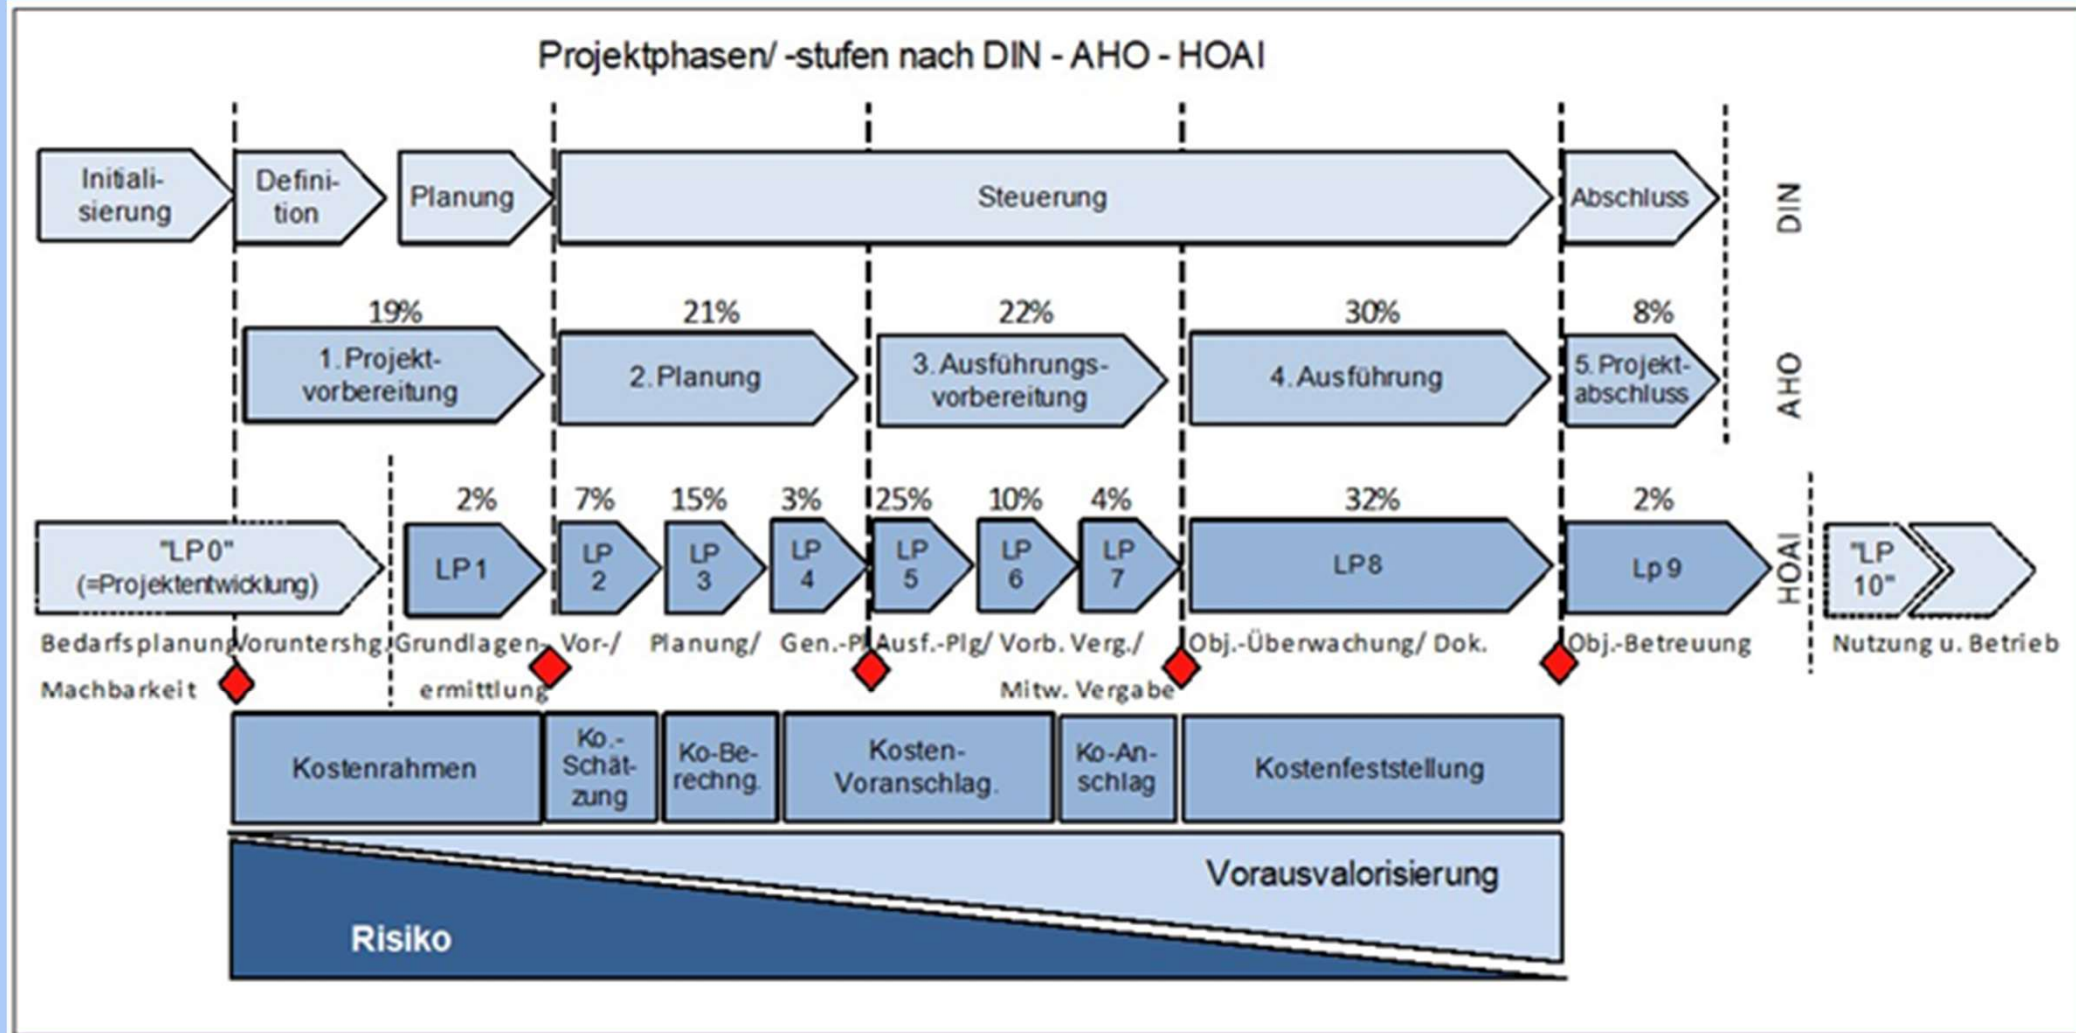 Projektphasen/ -stufen nach DIN - AHO - HOAI
Initiali-
sierung
Defini-
tion
Planung
Steuerung
Abschluss
DIN
19%
21%
22%
30%
8%
1. Projekt-
vorbereitung
2. Planung
3. Ausführungs-
vorbereitung
4. Ausführung
5. Projekt-
abschluss
AHO
2%
7%
15%
3%
25%
10%
4%
32%
2%
"LP 0"
(=Projektentwicklung)
LP 1
LP
2
LP
3
LP
4
LP
5
LP
6
LP
7
LP 8
Lp 9
HOAI
"LP
10"
Bedarfsplanung Voruntershg. Grundlagen- Vor-/ Planung/ Gen.-Pl Ausf.-Plg/ Vorb. Verg./ Obj.-Überwachung/ Dok. Obj.-Betreuung Nutzung u. Betrieb
Machbarkeit ermittlung Mitw. Vergabe
Kostenrahmen
Ko.-
Schät-
zung
Ko-Be-
rechng.
Kosten-
Voranschlag.
Ko-An-
schlag
Kostenfeststellung
Vorausvalorisierung
Risiko